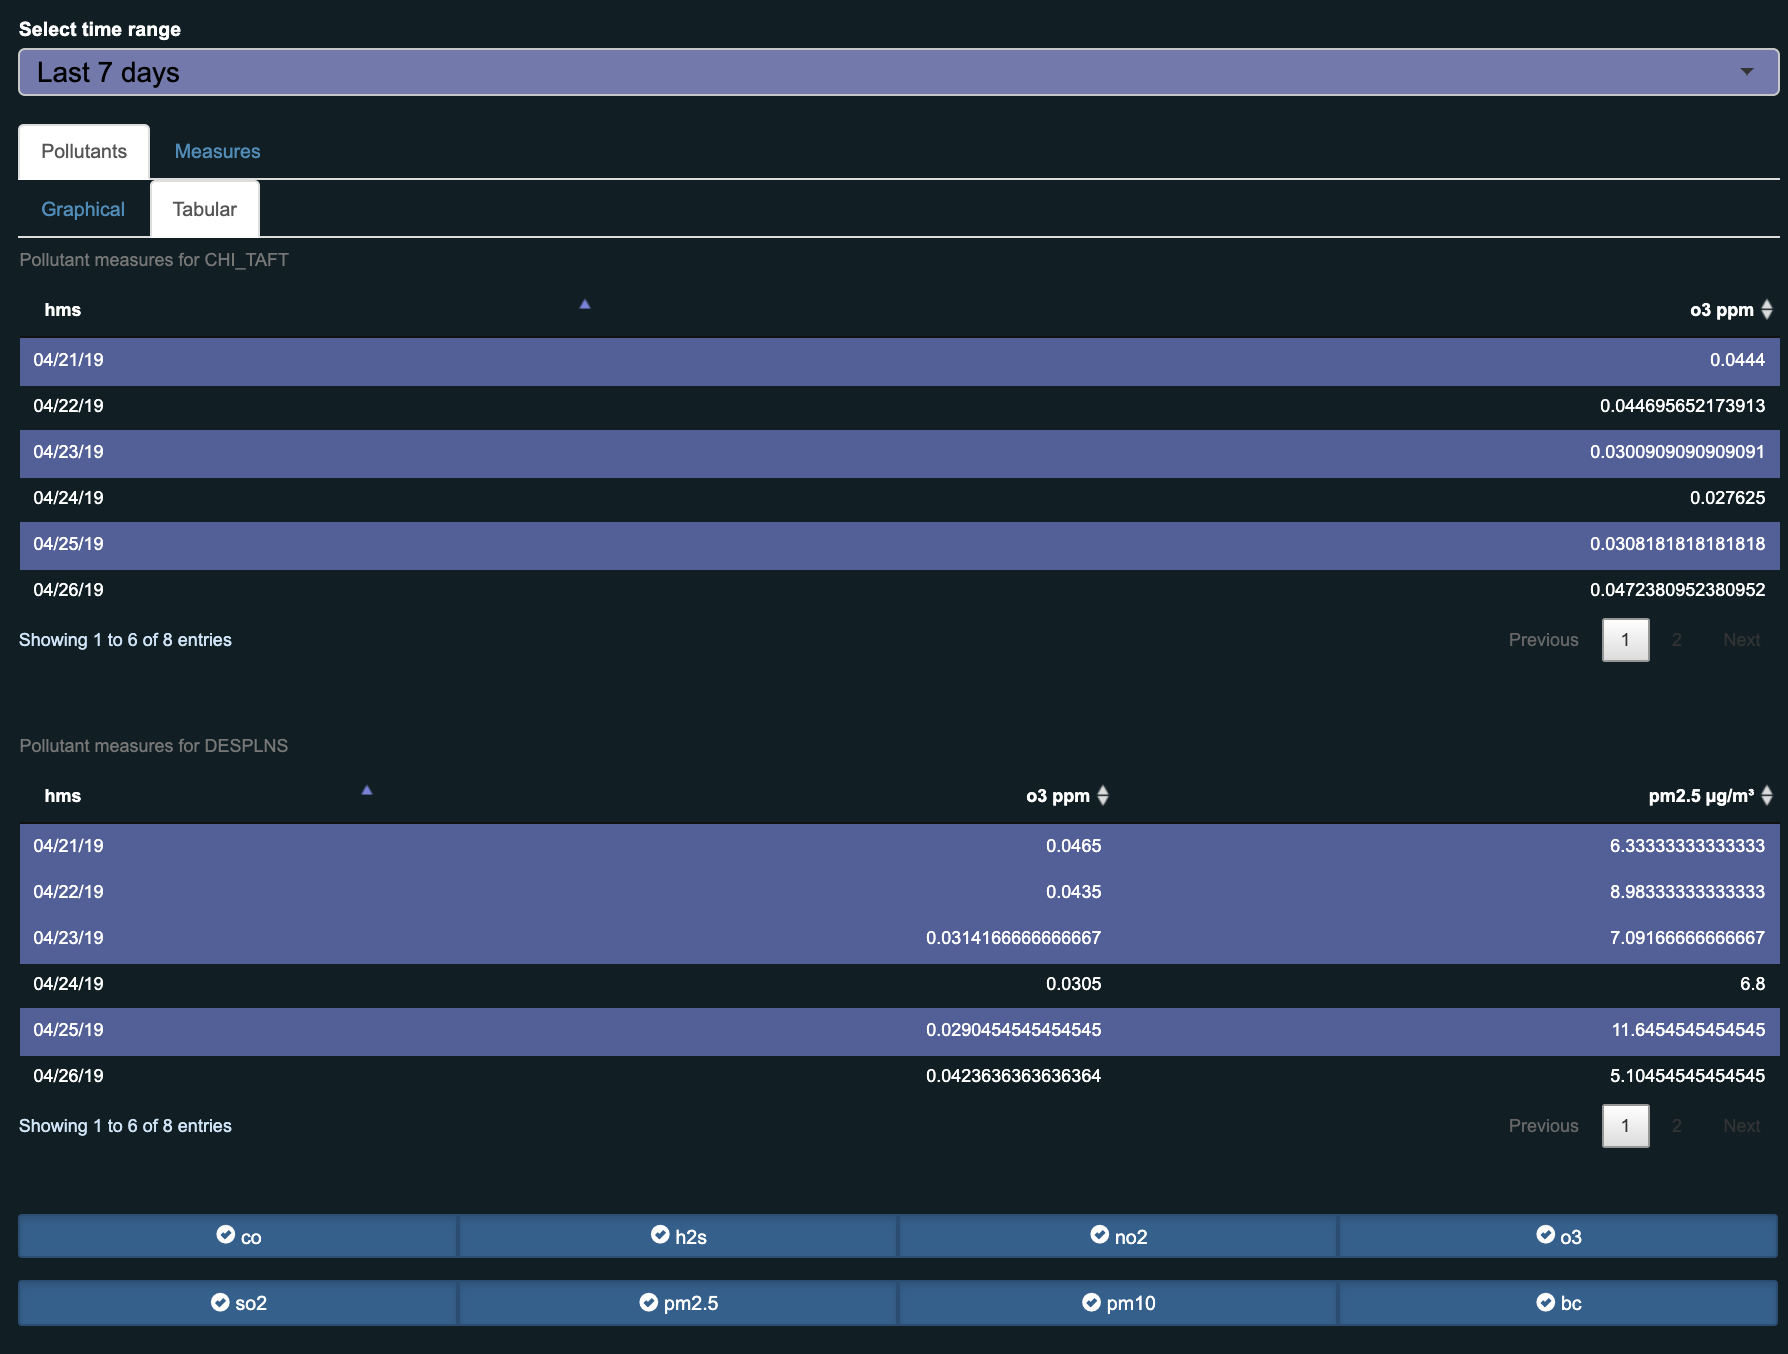 Select time range
Last 7 days
Pollutants Measures
Graphical Tabular
Pollutant measures for CHI_TAFT
hms o3 ppm
04/21/19 0.0444
04/22/19 0.044695652173913
04/23/19 0.0300909090909091
04/24/19 0.027625
04/25/19 0.0308181818181818
04/26/19 0.0472380952380952
Showing 1 to 6 of 8 entries Previous 1 2 Next
Pollutant measures for DESPLNS
hms o3 ppm pm2.5 µg/m³
04/21/19 0.0465 6.33333333333333
04/22/19 0.0435 8.98333333333333
04/23/19 0.0314166666666667 7.09166666666667
04/24/19 0.0305 6.8
04/25/19 0.0290454545454545 11.6454545454545
04/26/19 0.0423636363636364 5.10454545454545
Showing 1 to 6 of 8 entries Previous 1 2 Next
co h2s no2 o3
so2 pm2.5 pm10 bc